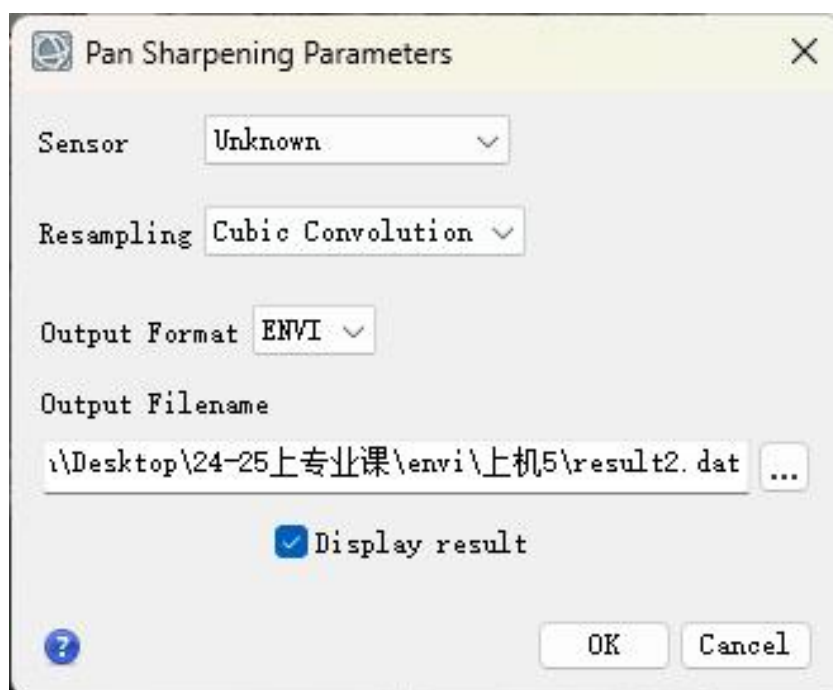 Pan Sharpening Parameters
Sensor Unknown
Resampling Cubic Convolution
Output Format ENVI
Output Filename
\Desktop\24-25上专业课\envi\上机5\result2.dat ...
Display result
? OK Cancel